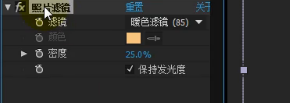 fx 照片滤镜 重置 关于
滤镜 暖色滤镜 (85)
颜色
密度 25.0%
保持发光度